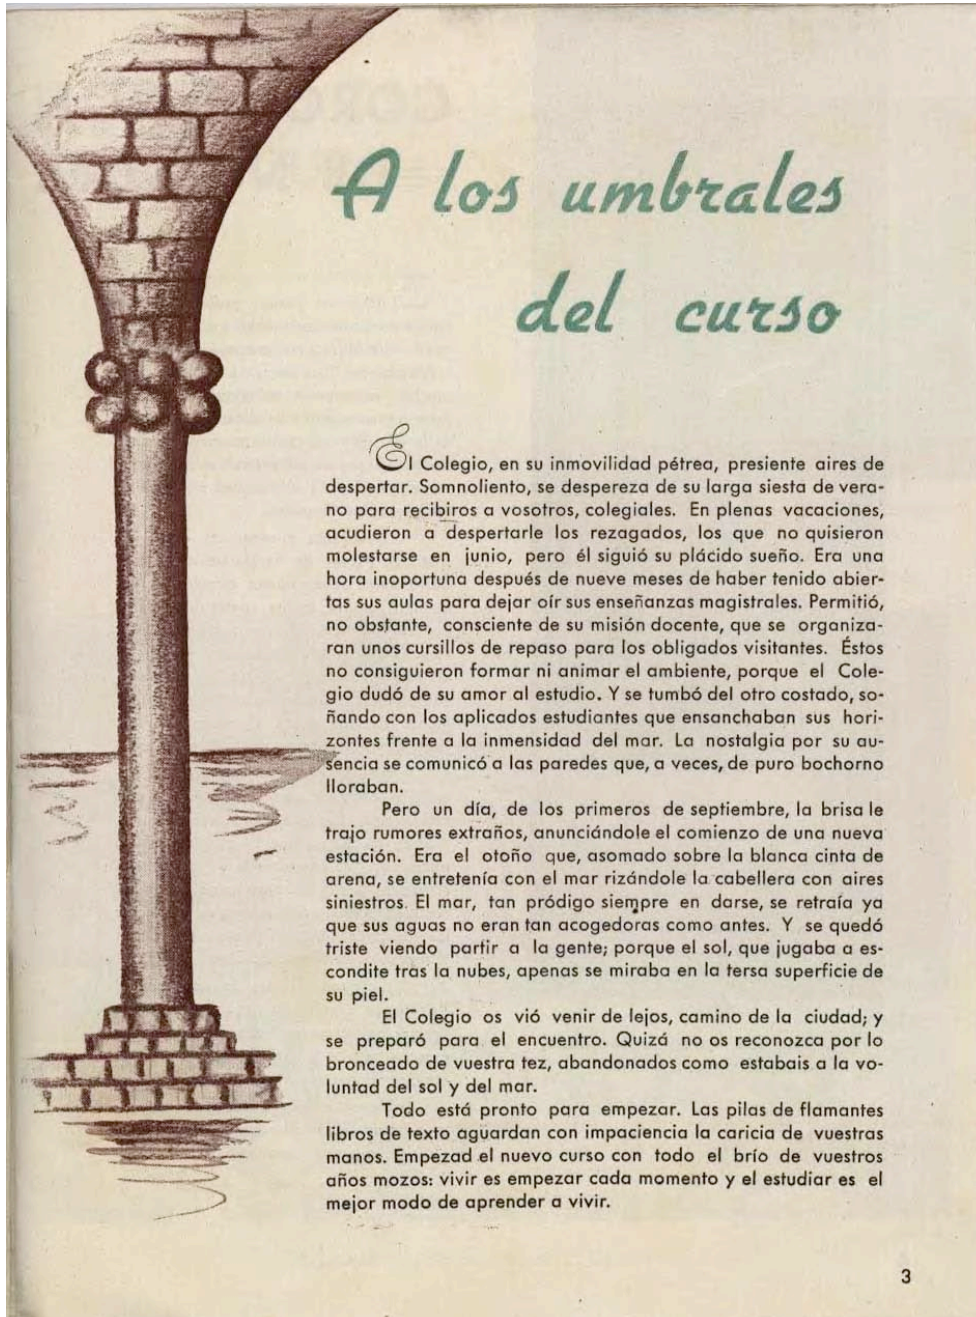 A los umbrales
del curso
El Colegio, en su inmovilidad pétrea, presiente aires de
despertar. Somnoliento, se despereza de su larga siesta de vera-
no para recibiros a vosotros, colegiales. En plenas vacaciones,
acudieron a despertarle los rezagados, los que no quisieron
molestarse en junio, pero él siguió su plácido sueño. Era una
hora inoportuna después de nueve meses de haber tenido abier-
tas sus aulas para dejar oír sus enseñanzas magistrales. Permitió,
no obstante, consciente de su misión docente, que se organiza-
ran unos cursillos de repaso para los obligados visitantes. Éstos
no consiguieron formar ni animar el ambiente, porque el Cole-
gio dudó de su amor al estudio. Y se tumbó del otro costado, so-
ñando con los aplicados estudiantes que ensanchaban sus hori-
zontes frente a la inmensidad del mar. La nostalgia por su au-
sencia se comunicó a las paredes que, a veces, de puro bochorno
lloraban.
Pero un día, de los primeros de septiembre, la brisa le
trajo rumores extraños, anunciándole el comienzo de una nueva
estación. Era el otoño que, asomado sobre la blanca cinta de
arena, se entretenía con el mar rizándole la cabellera con aires
siniestros. El mar, tan pródigo siempre en darse, se retraía ya
que sus aguas no eran tan acogedoras como antes. Y se quedó
triste viendo partir a la gente; porque el sol, que jugaba a es-
condite tras la nubes, apenas se miraba en la tersa superficie de
su piel.
El Colegio os vió venir de lejos, camino de la ciudad; y
se preparó para el encuentro. Quizá no os reconozca por lo
bronceado de vuestra tez, abandonados como estabais a la vo-
luntad del sol y del mar.
Todo está pronto para empezar. Las pilas de flamantes
libros de texto aguardan con impaciencia la caricia de vuestras
manos. Empezad el nuevo curso con todo el brío de vuestros
años mozos: vivir es empezar cada momento y el estudiar es el
mejor modo de aprender a vivir.
3